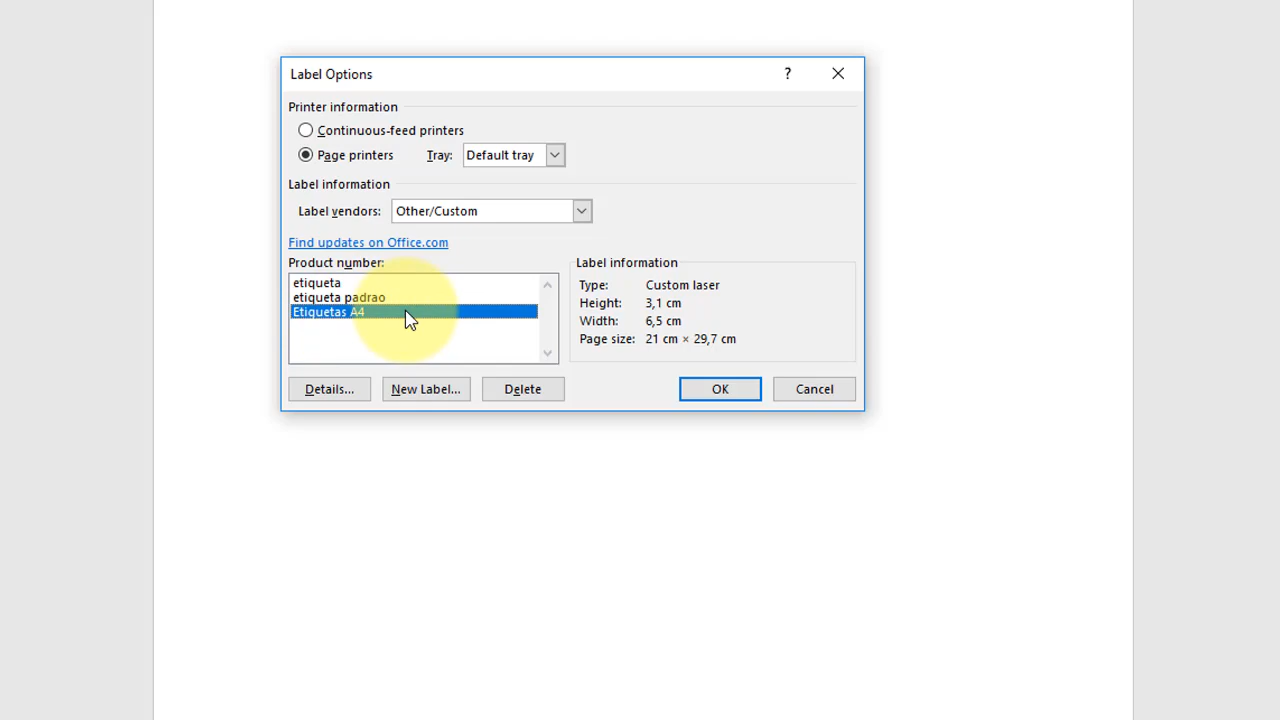 Label Options
?
Printer information
Continuous-feed printers
Page printers Tray: Default tray
Label information
Label vendors: Other/Custom
Find updates on Office.com
Product number:
etiqueta
etiqueta padrao
Etiquetas A4
Label information
Type: Custom laser
Height: 3,1 cm
Width: 6,5 cm
Page size: 21 cm × 29,7 cm
Details... New Label... Delete OK Cancel